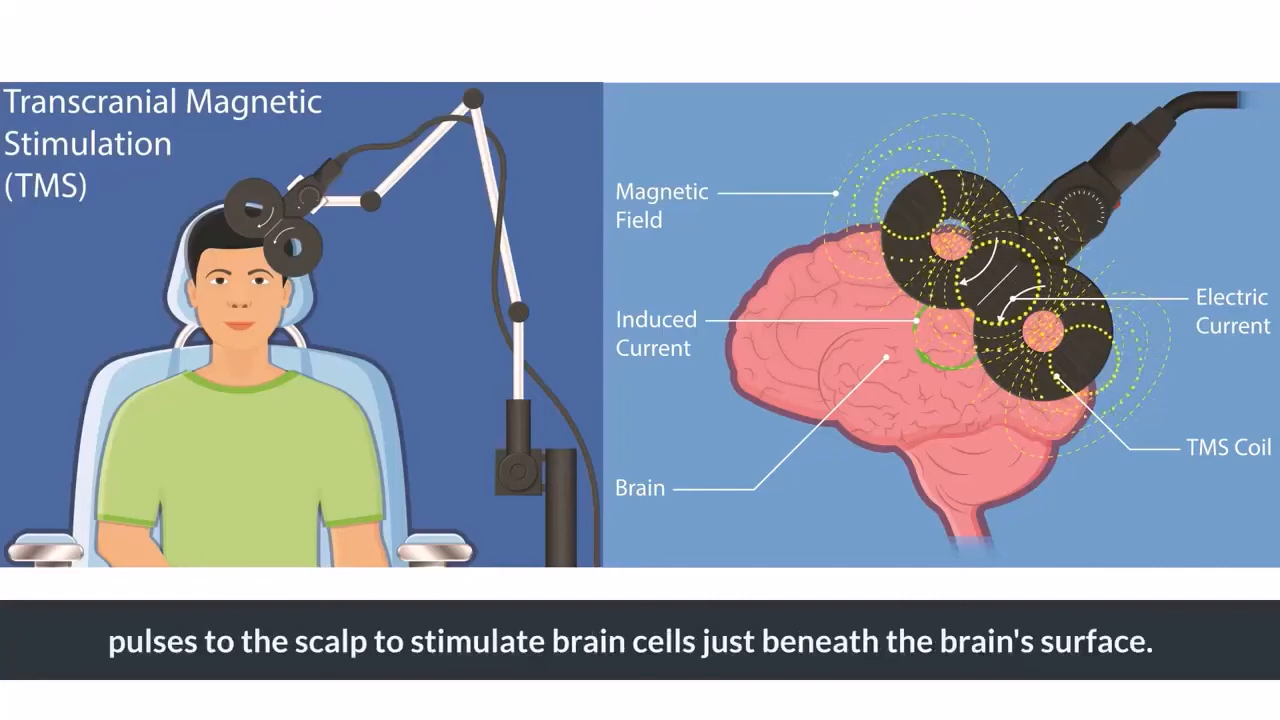 Transcranial Magnetic
Stimulation
(TMS)
Magnetic
Field
Induced
Current
Brain
Electric
Current
TMS Coil
pulses to the scalp to stimulate brain cells just beneath the brain's surface.